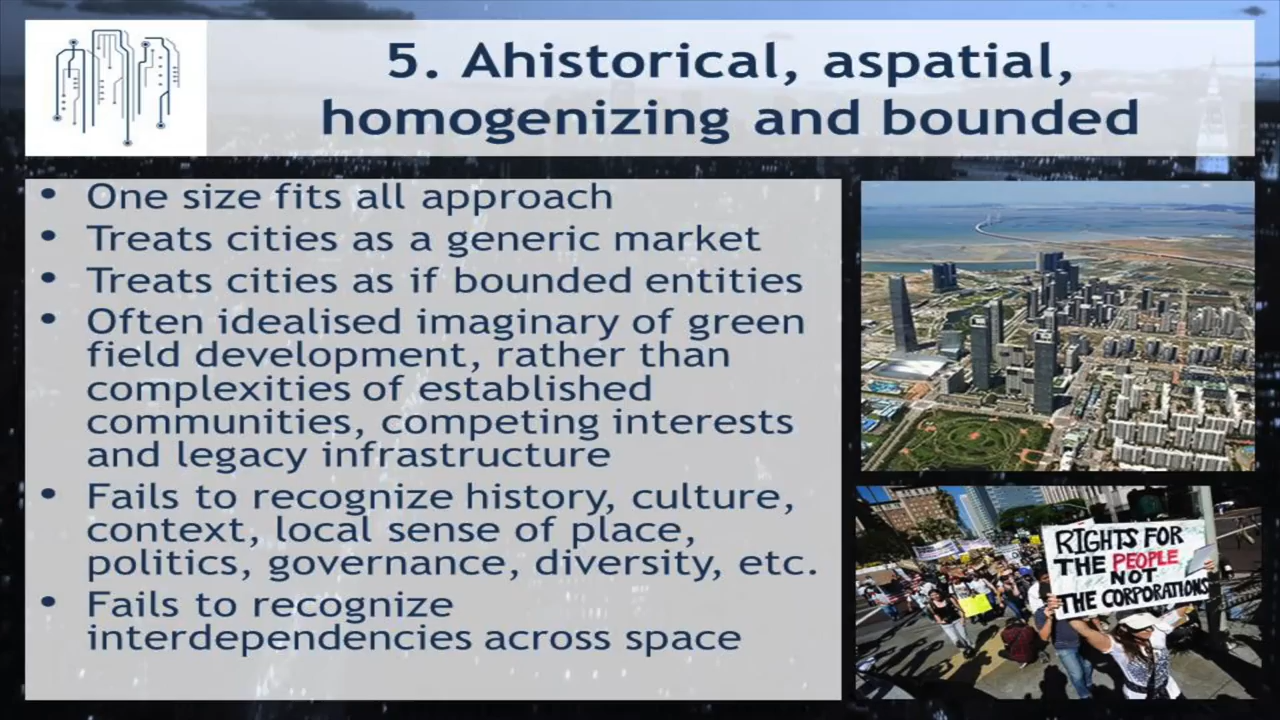 5. Ahistorical, aspatial,
homogenizing and bounded
• One size fits all approach
• Treats cities as a generic market
• Treats cities as if bounded entities
• Often idealised imaginary of green
field development, rather than
complexities of established
communities, competing interests
and legacy infrastructure
• Fails to recognize history, culture,
context, local sense of place,
politics, governance, diversity, etc.
• Fails to recognize
interdependencies across space
RIGHTS FOR
THE PEOPLE
NOT
THE CORPORATIONS